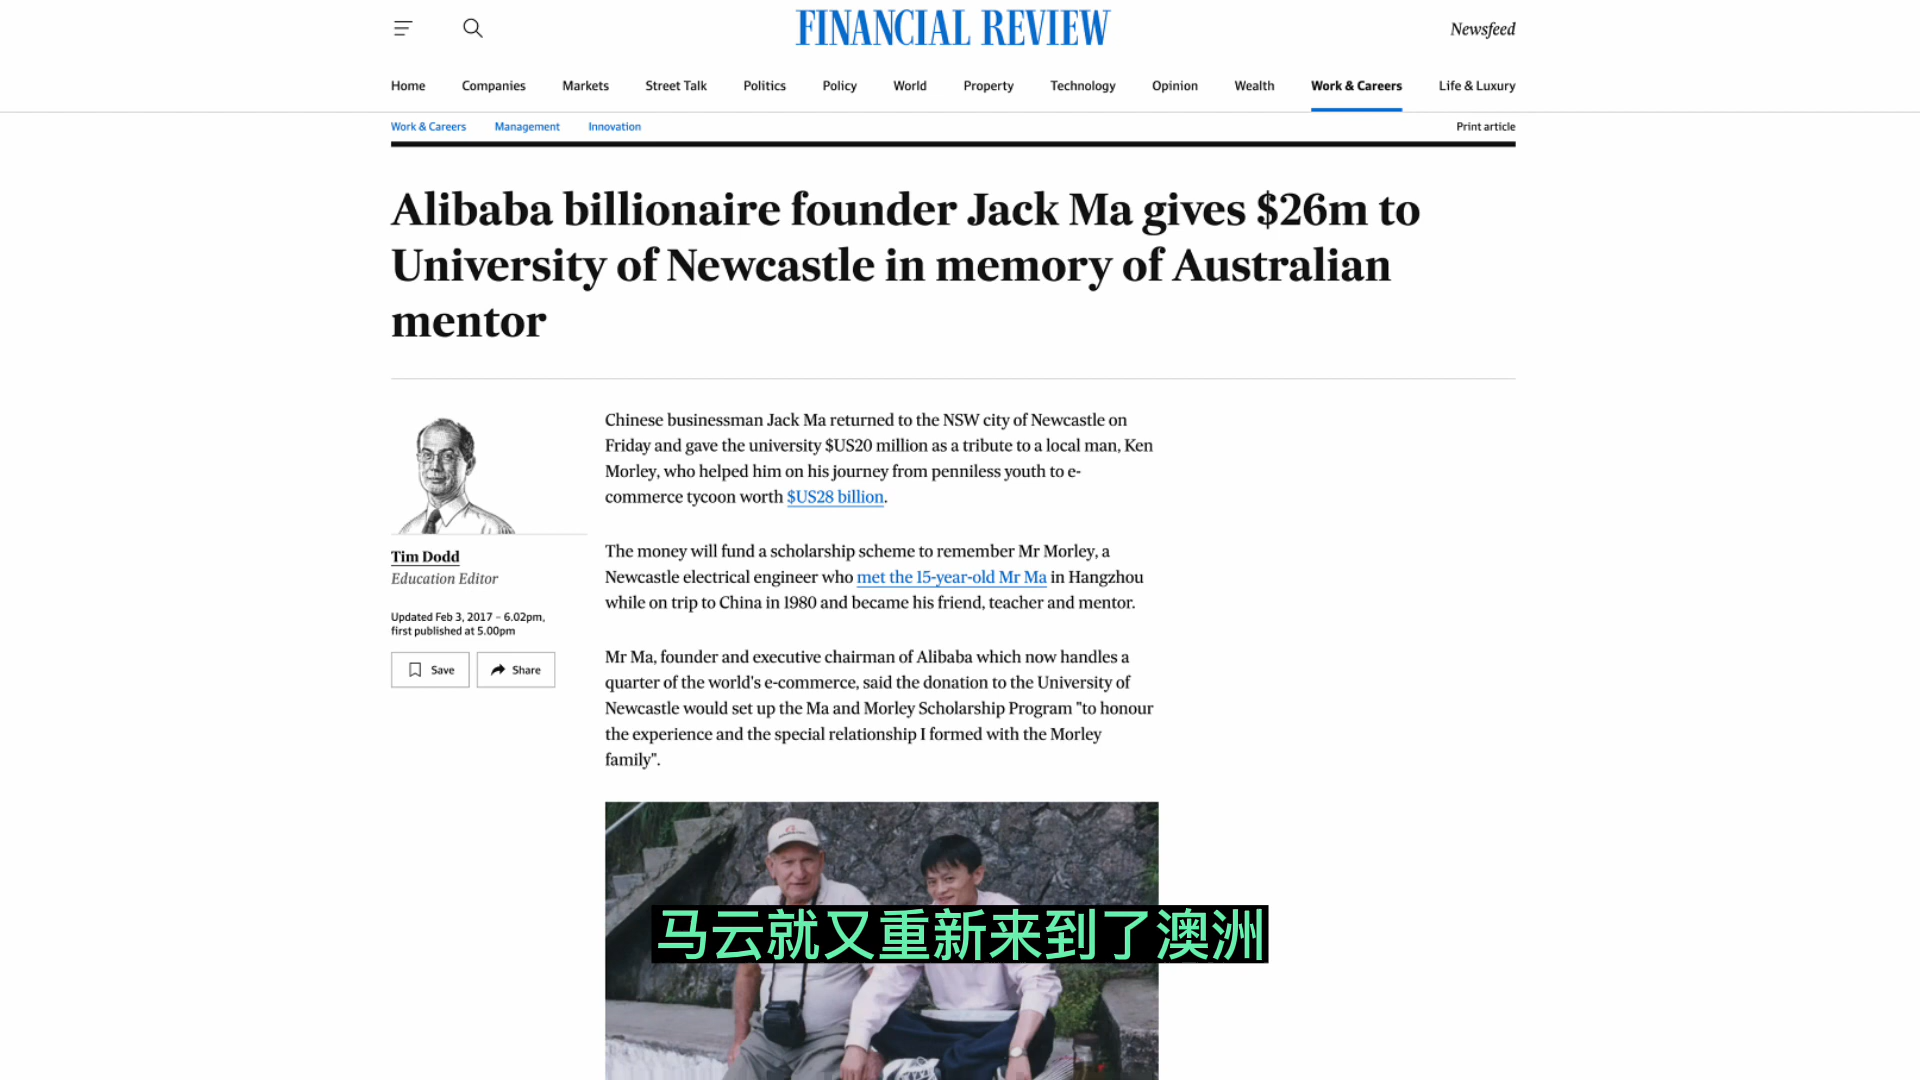 FINANCIAL REVIEW
Newsfeed
Home Companies Markets Street Talk Politics Policy World Property Technology Opinion Wealth Work & Careers Life & Luxury
Work & Careers Management Innovation Print article
Alibaba billionaire founder Jack Ma gives $26m to
University of Newcastle in memory of Australian
mentor
Tim Dodd
Education Editor
Updated Feb 3, 2017 – 6.02pm,
first published at 5.00pm
Save Share
Chinese businessman Jack Ma returned to the NSW city of Newcastle on
Friday and gave the university $US20 million as a tribute to a local man, Ken
Morley, who helped him on his journey from penniless youth to e-
commerce tycoon worth $US28 billion.
The money will fund a scholarship scheme to remember Mr Morley, a
Newcastle electrical engineer who met the 15-year-old Mr Ma in Hangzhou
while on trip to China in 1980 and became his friend, teacher and mentor.
Mr Ma, founder and executive chairman of Alibaba which now handles a
quarter of the world's e-commerce, said the donation to the University of
Newcastle would set up the Ma and Morley Scholarship Program "to honour
the experience and the special relationship I formed with the Morley
family".
马云就又重新来到了澳洲